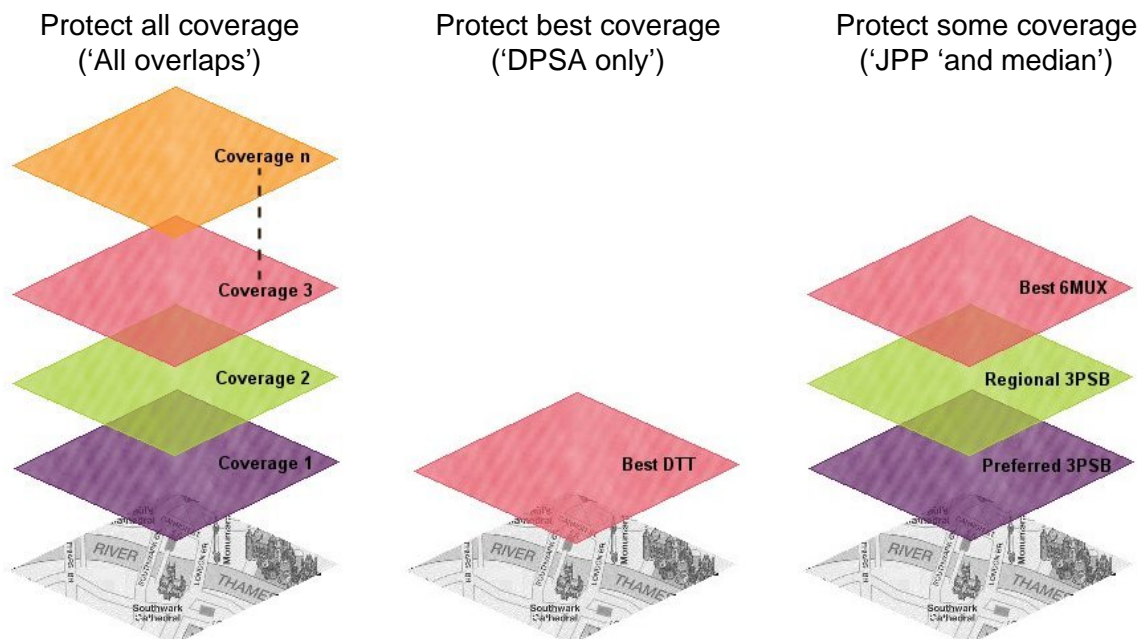 Protect all coverage
(‘All overlaps’)
Protect best coverage
(‘DPSA only’)
Protect some coverage
(‘JPP ‘and median’)
Coverage n
Coverage 3
Coverage 2
Coverage 1
Best DTT
Best 6MUX
Regional 3PSB
Preferred 3PSB
RIVER
THAMES
Southwark
Cathedral
RIVER
THAMES
Southwark
Cathedral
RIVER
THAMES
Southwark
Cathedral